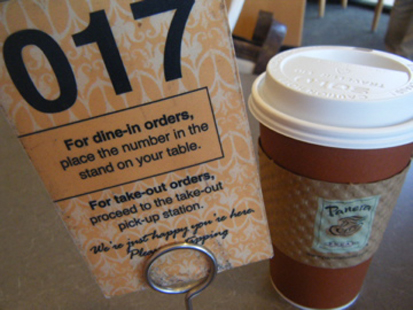 017
For dine-in orders,
place the number in the
stand on your table.
For take-out orders,
proceed to the take-out
pick-up station.
We're just happy you're here.
Panera